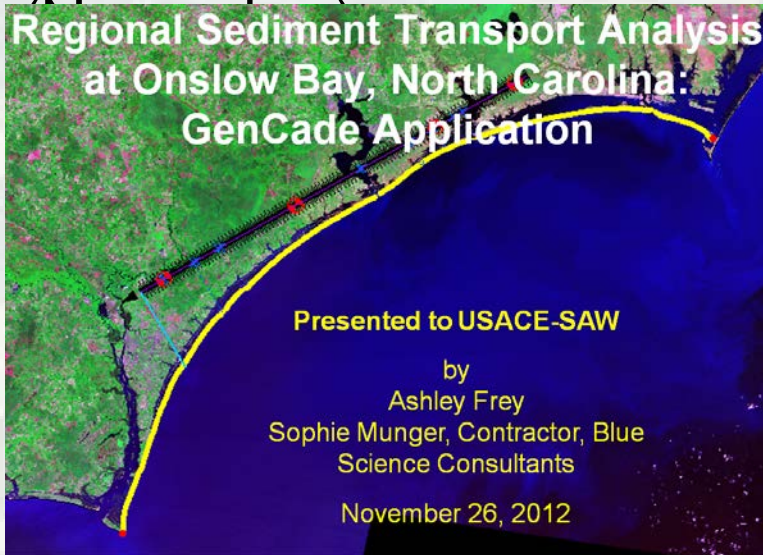 Regional Sediment Transport Analysis
at Onslow Bay, North Carolina:
GenCade Application
Presented to USACE-SAW
by
Ashley Frey
Sophie Munger, Contractor, Blue
Science Consultants
November 26, 2012